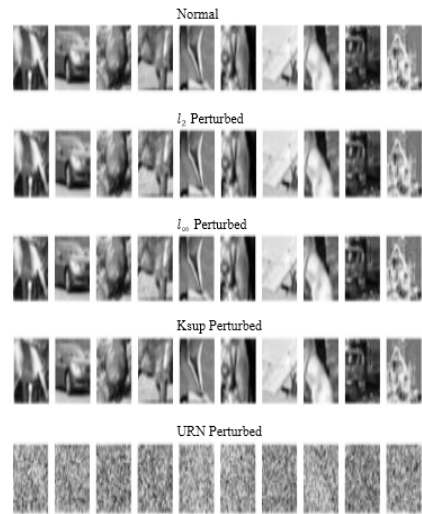 Normal
l₂ Perturbed
l∞ Perturbed
Ksup Perturbed
URN Perturbed